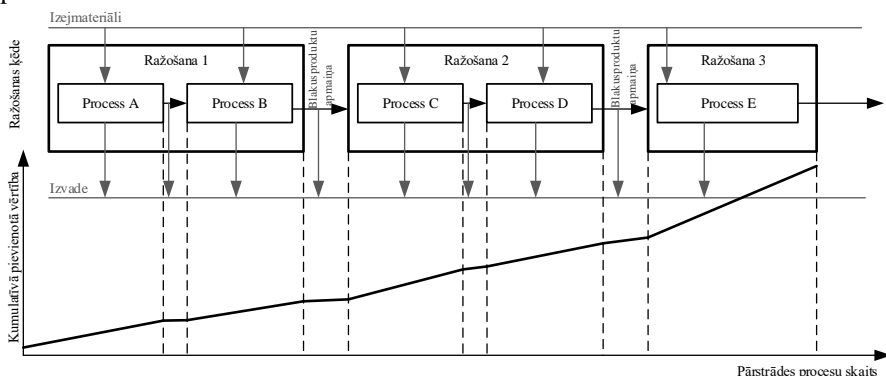 Izejmateriāli
Ražošanas ķēde
Ražošana 1
Ražošana 2
Ražošana 3
Process A
Process B
Blakusproduktu
apmaiņa
Process C
Process D
Blakusproduktu
apmaiņa
Process E
Izvade
Kumulatīvā pievienotā vērtība
Pārstrādes procesu skaits